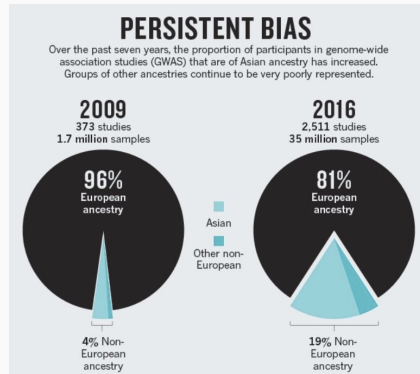 PERSISTENT BIAS
Over the past seven years, the proportion of participants in genome-wide
association studies (GWAS) that are of Asian ancestry has increased.
Groups of other ancestries continue to be very poorly represented.
2009
373 studies
1.7 million samples
96%
European
ancestry
4% Non-
European
ancestry
Asian
Other non-
European
2016
2,511 studies
35 million samples
81%
European
ancestry
19% Non-
European
ancestry